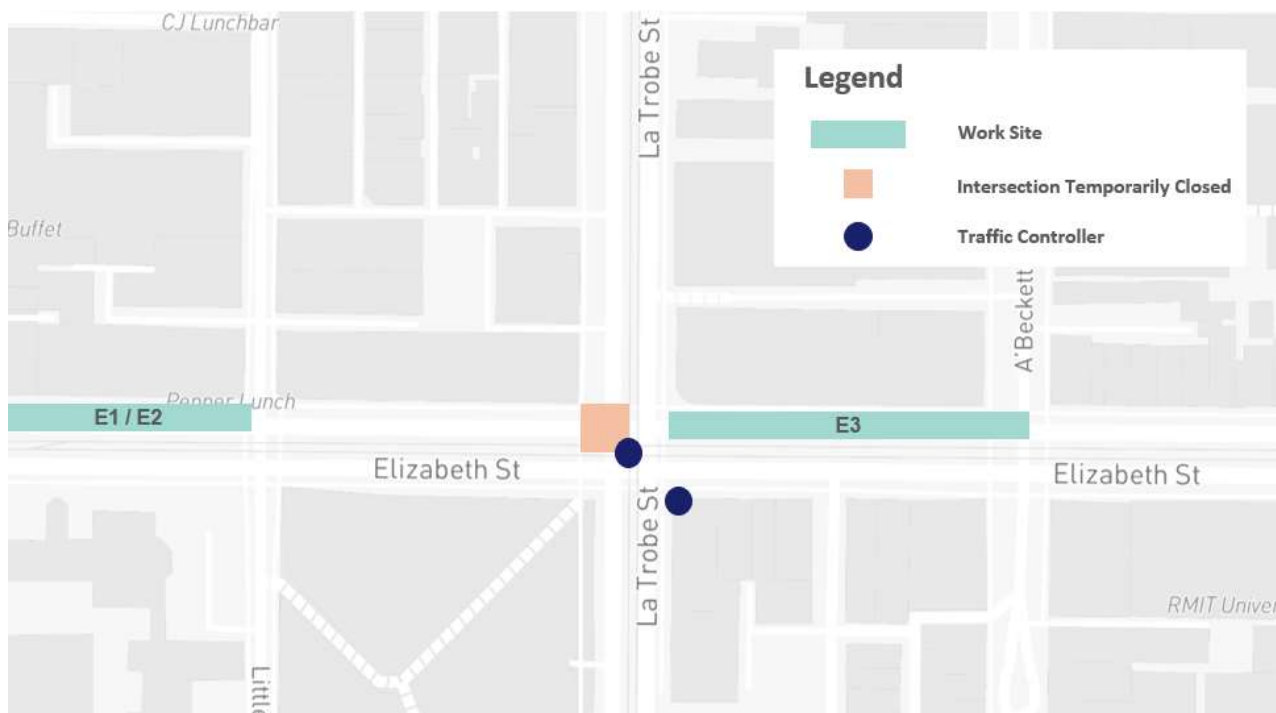 CJ Lunchbar
La Trobe St
Legend
Work Site
Intersection Temporarily Closed
Traffic Controller
Buffet
A'Beckett
Pepper Lunch
E1 / E2
E3
Elizabeth St
Elizabeth St
La Trobe St
RMIT Univer
Little